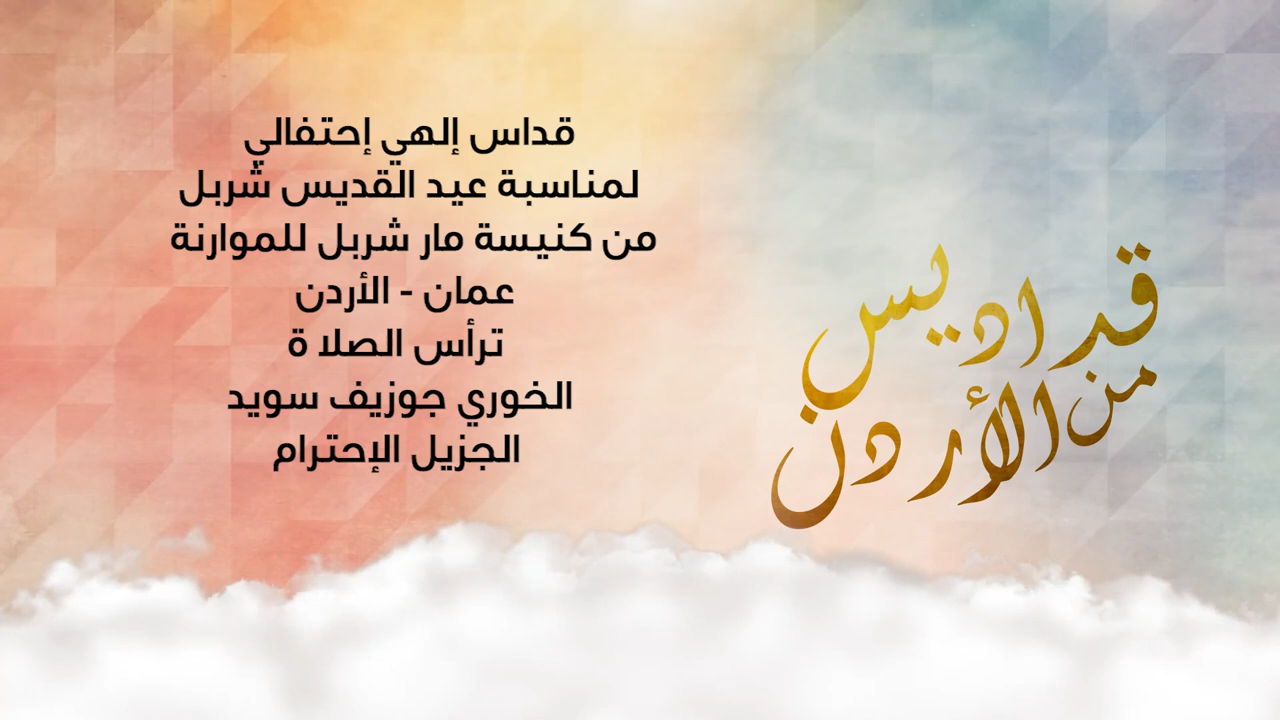 قداس إلهي إحتفالي
لمناسبة عيد القديس شربل
من كنيسة مار شربل للموارنة
عمان - الأردن
ترأس الصلا ة
الخوري جوزيف سويد
الجزيل الإحترام
قداديس
من الأردن